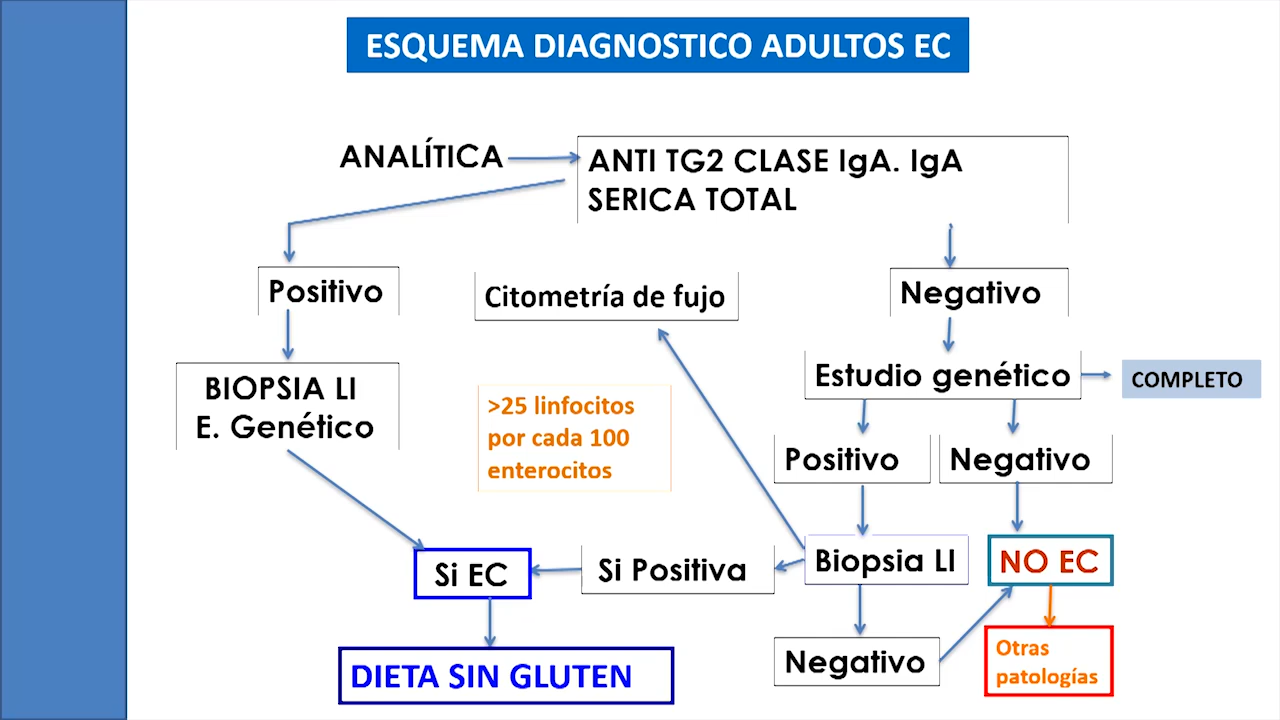 ESQUEMA DIAGNOSTICO ADULTOS EC
ANALÍTICA
ANTI TG2 CLASE IgA. IgA
SERICA TOTAL
Positivo
Citometría de fujo
Negativo
BIOPSIA LI
E. Genético
>25 linfocitos
por cada 100
enterocitos
Estudio genético
COMPLETO
Positivo
Negativo
Si EC
Si Positiva
Biopsia LI
NO EC
DIETA SIN GLUTEN
Negativo
Otras
patologías